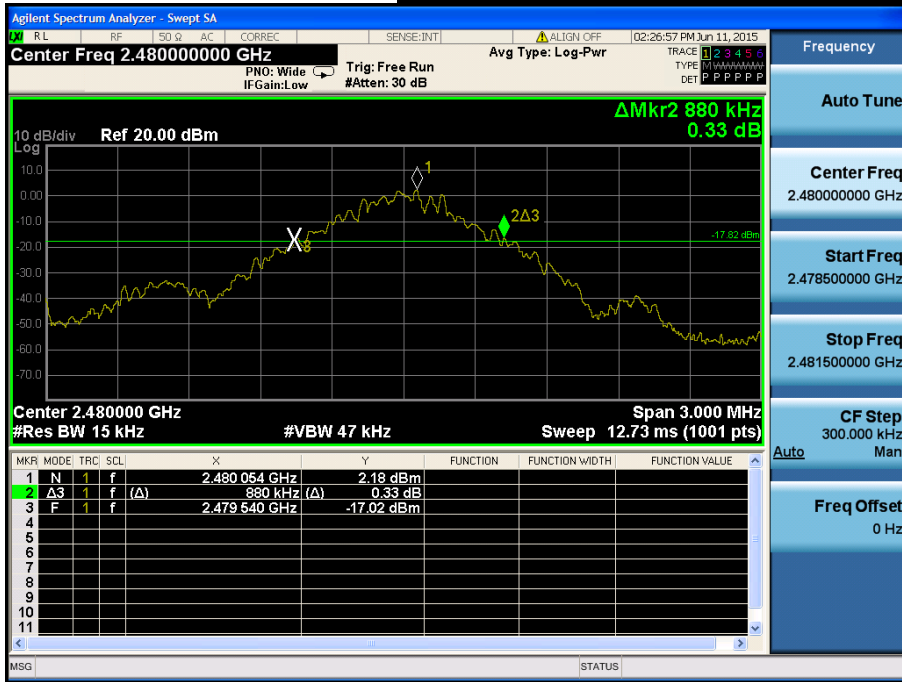 Agilent Spectrum Analyzer - Swept SA
LXI RL RF 50 Ω AC CORREC SENSE:INT ALIGN OFF 02:26:57 PM Jun 11, 2015
Center Freq 2.480000000 GHz
PNO: Wide
IFGain:Low
Trig: Free Run
#Atten: 30 dB
Avg Type: Log-Pwr
TRACE 1 2 3 4 5 6
TYPE M
DET P P P P P P
ΔMkr2 880 kHz
0.33 dB
10 dB/div Ref 20.00 dBm
Log
10.0
0.00
-10.0
-20.0
-30.0
-40.0
-50.0
-60.0
-70.0
1
2Δ3
-17.82 dBm
Center 2.480000 GHz Span 3.000 MHz
#Res BW 15 kHz #VBW 47 kHz Sweep 12.73 ms (1001 pts)
MKR MODE TRC SCL X Y FUNCTION FUNCTION WIDTH FUNCTION VALUE
1 N 1 f 2.480 054 GHz 2.18 dBm
2 Δ3 1 f (Δ) 880 kHz (Δ) 0.33 dB
3 F 1 f 2.479 540 GHz -17.02 dBm
4
5
6
7
8
9
10
11
MSG STATUS
Frequency
Auto Tune
Center Freq
2.480000000 GHz
Start Freq
2.478500000 GHz
Stop Freq
2.481500000 GHz
CF Step
300.000 kHz
Auto Man
Freq Offset
0 Hz